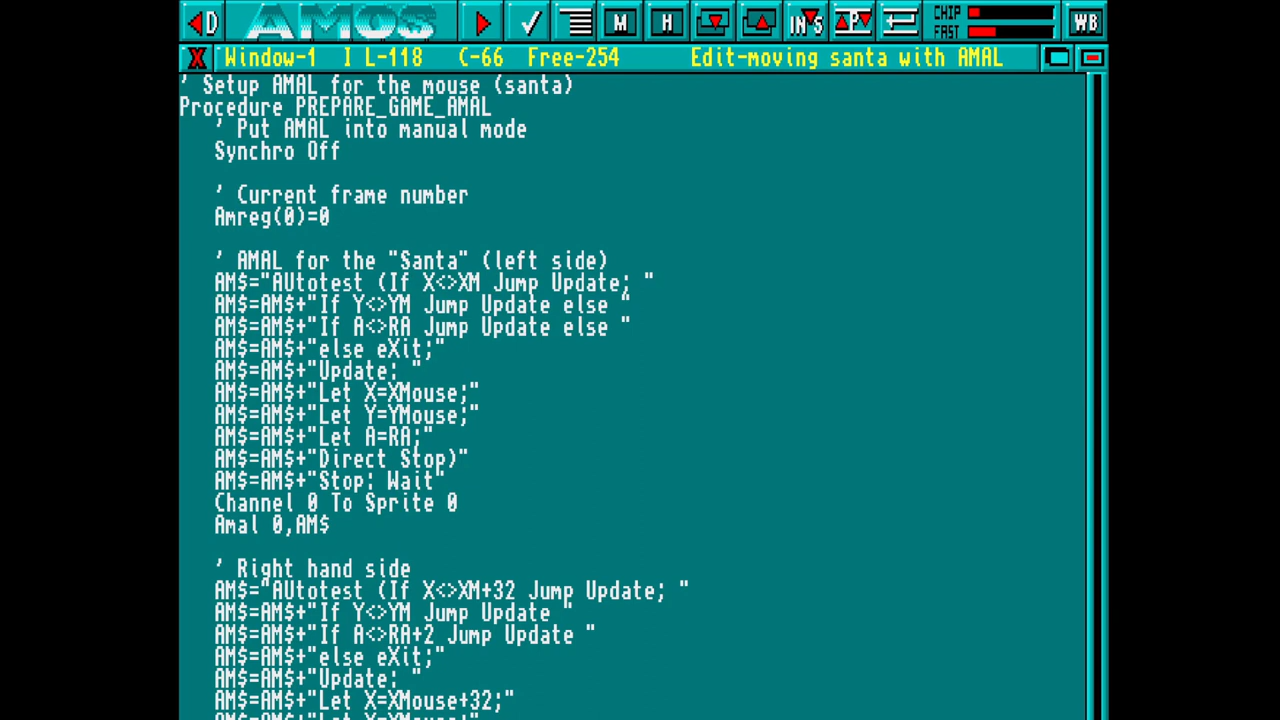 D AMOS M H INS AP CHIP FAST WB
X Window-1 I L-118 C-66 Free-254 Edit-moving santa with AMAL
' Setup AMAL for the mouse (santa)
Procedure PREPARE_GAME_AMAL
' Put AMAL into manual mode
Synchro Off
' Current frame number
Amreg(0)=0
' AMAL for the "Santa" (left side)
AM$="AUtotest (If X<>XM Jump Update; "
AM$=AM$+"If Y<>YM Jump Update else "
AM$=AM$+"If A<>RA Jump Update else "
AM$=AM$+"else eXit;"
AM$=AM$+"Update: "
AM$=AM$+"Let X=XMouse;"
AM$=AM$+"Let Y=YMouse;"
AM$=AM$+"Let A=RA;"
AM$=AM$+"Direct Stop)"
AM$=AM$+"Stop: Wait"
Channel 0 To Sprite 0
Amal 0,AM$
' Right hand side
AM$="AUtotest (If X<>XM+32 Jump Update; "
AM$=AM$+"If Y<>YM Jump Update "
AM$=AM$+"If A<>RA+2 Jump Update "
AM$=AM$+"else eXit;"
AM$=AM$+"Update: "
AM$=AM$+"Let X=XMouse+32;"
AM$=AM$+"Let Y=YMouse;"